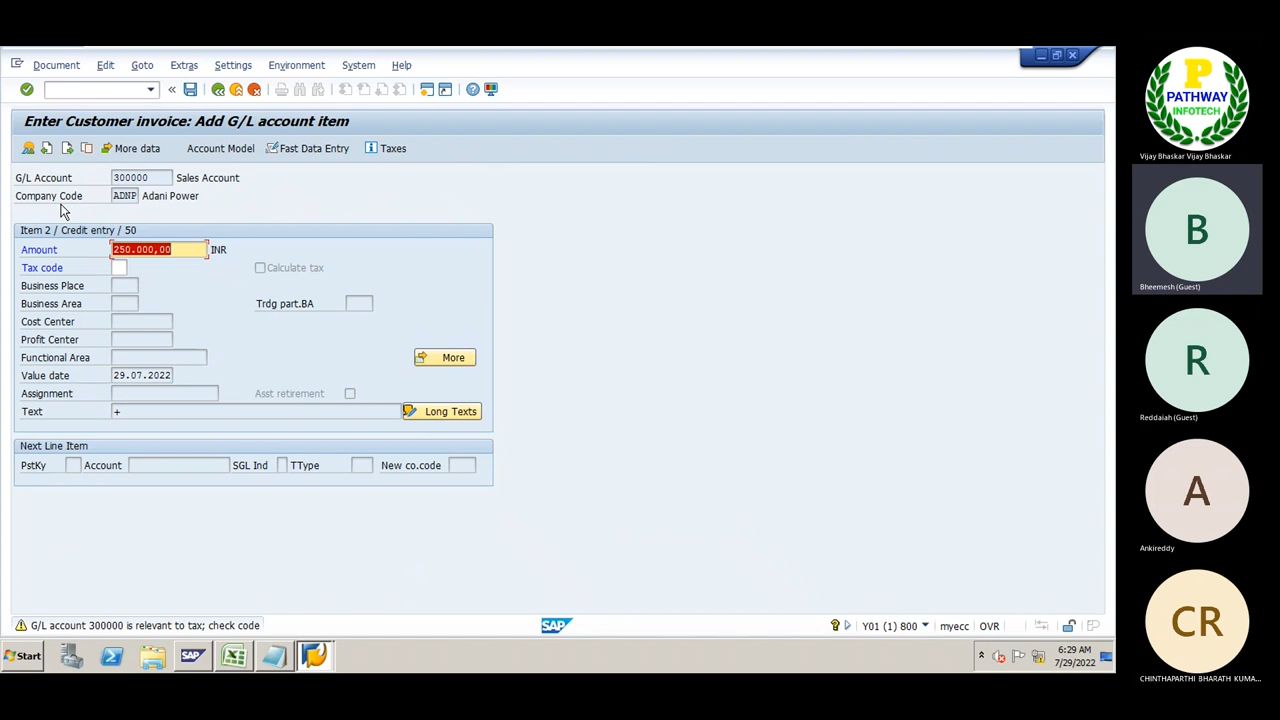 Document Edit Goto Extras Settings Environment System Help
Enter Customer invoice: Add G/L account item
More data Account Model Fast Data Entry Taxes
G/L Account 300000 Sales Account
Company Code ADNP Adani Power
Item 2 / Credit entry / 50
Amount 250.000,00 INR
Tax code Calculate tax
Business Place
Business Area Trdg part.BA
Cost Center
Profit Center
Functional Area More
Value date 29.07.2022
Assignment Asst retirement
Text + Long Texts
Next Line Item
PstKy Account SGL Ind TType New co.code
G/L account 300000 is relevant to tax; check code SAP Y01 (1) 800 myecc OVR
Start SAP 6:29 AM
7/29/2022
P
PATHWAY
INFOTECH
Vijay Bhaskar Vijay Bhaskar
B
Bheemesh (Guest)
R
Reddaiah (Guest)
A
Ankireddy
CR
CHINTHAPARTHI BHARATH KUMA...